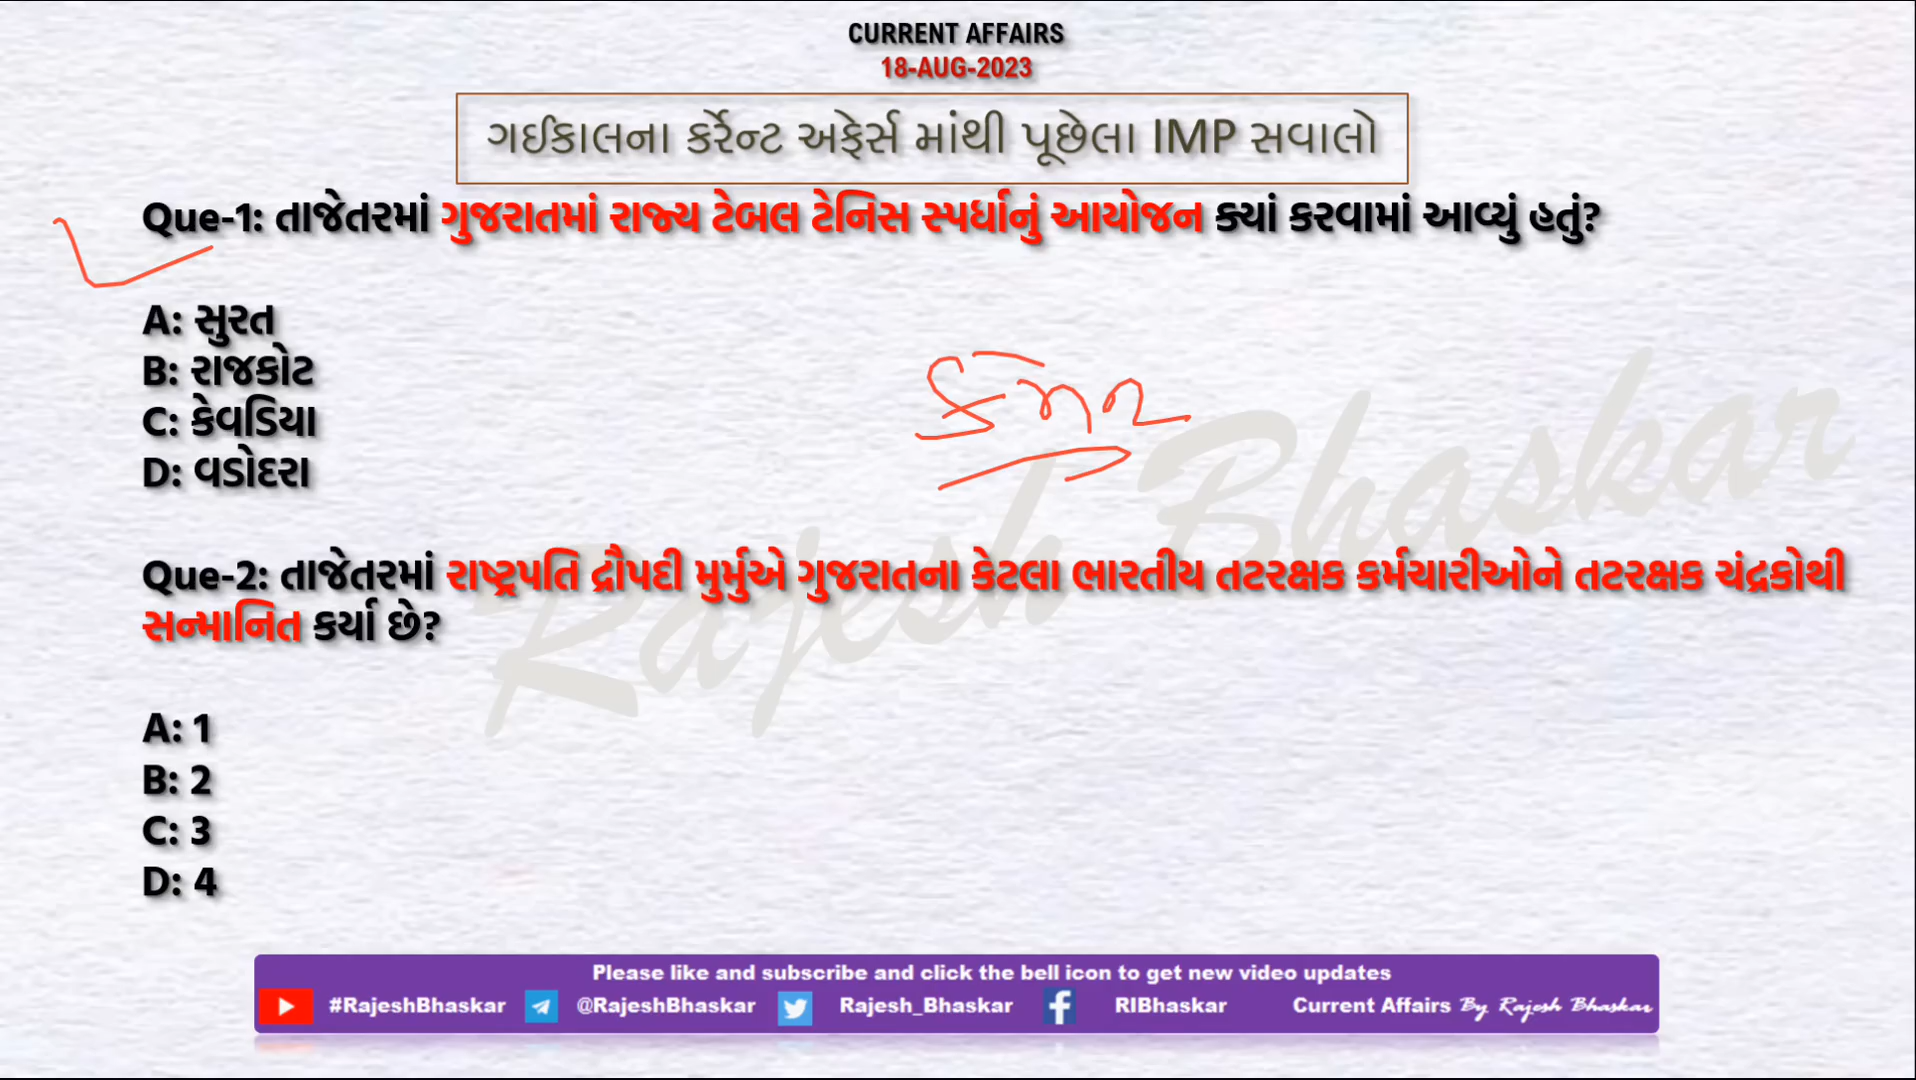 CURRENT AFFAIRS
18-AUG-2023
ગઈકાલના કર્રેન્ટ અફેર્સ માંથી પૂછેલા IMP સવાલો
Que-1: તાજેતરમાં ગુજરાતમાં રાજ્ય ટેબલ ટેનિસ સ્પર્ધાનું આયોજન ક્યાં કરવામાં આવ્યું હતું?
A: સુરત
B: રાજકોટ
C: કેવડિયા
D: વડોદરા
Rajesh Bhaskar
Que-2: તાજેતરમાં રાષ્ટ્રપતિ દ્રૌપદી મુર્મુએ ગુજરાતના કેટલા ભારતીય તટરક્ષક કર્મચારીઓને તટરક્ષક ચંદ્રકોથી
સન્માનિત કર્યા છે?
A: 1
B: 2
C: 3
D: 4
Please like and subscribe and click the bell icon to get new video updates
#RajeshBhaskar @RajeshBhaskar Rajesh_Bhaskar RIBhaskar Current Affairs By Rajesh Bhaskar